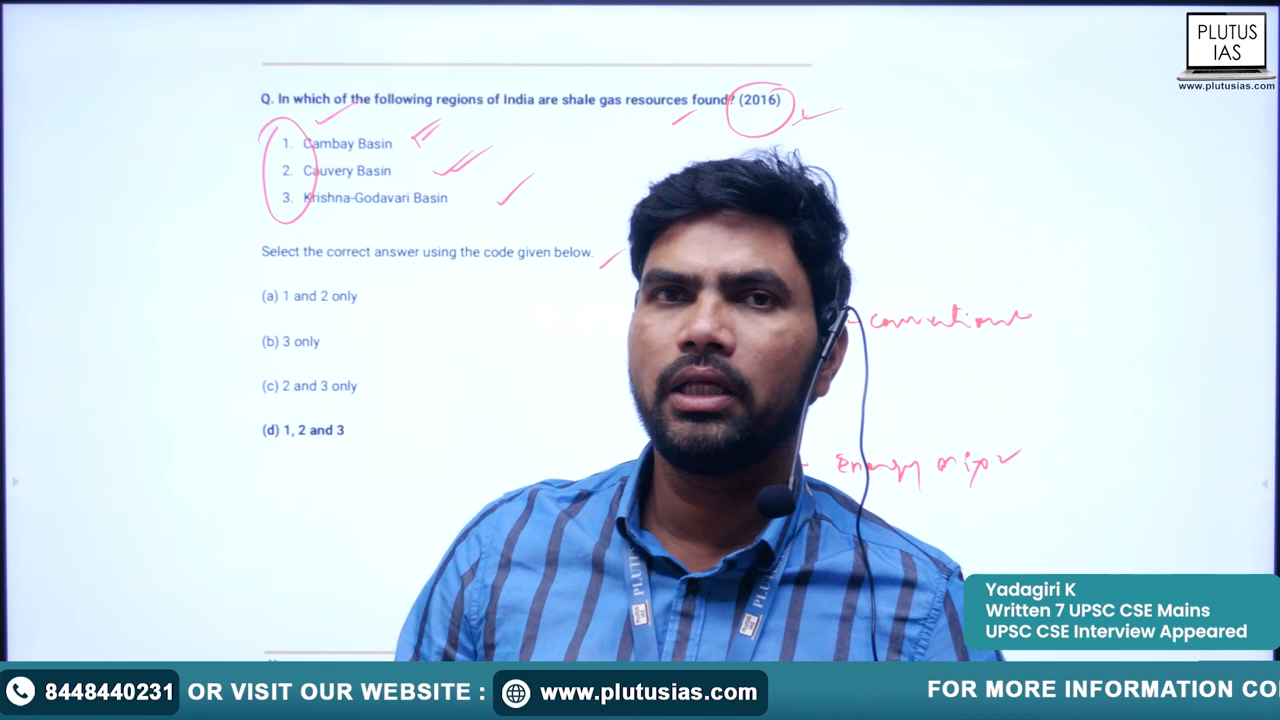 PLUTUS
IAS
www.plutusias.com
Q. In which of the following regions of India are shale gas resources found? (2016)
1. Cambay Basin
2. Cauvery Basin
3. Krishna-Godavari Basin
Select the correct answer using the code given below.
(a) 1 and 2 only
(b) 3 only
(c) 2 and 3 only
(d) 1, 2 and 3
Energy
PLUTUS
PLUTUS
Yadagiri K
Written 7 UPSC CSE Mains
UPSC CSE Interview Appeared
8448440231 OR VISIT OUR WEBSITE : www.plutusias.com FOR MORE INFORMATION CO